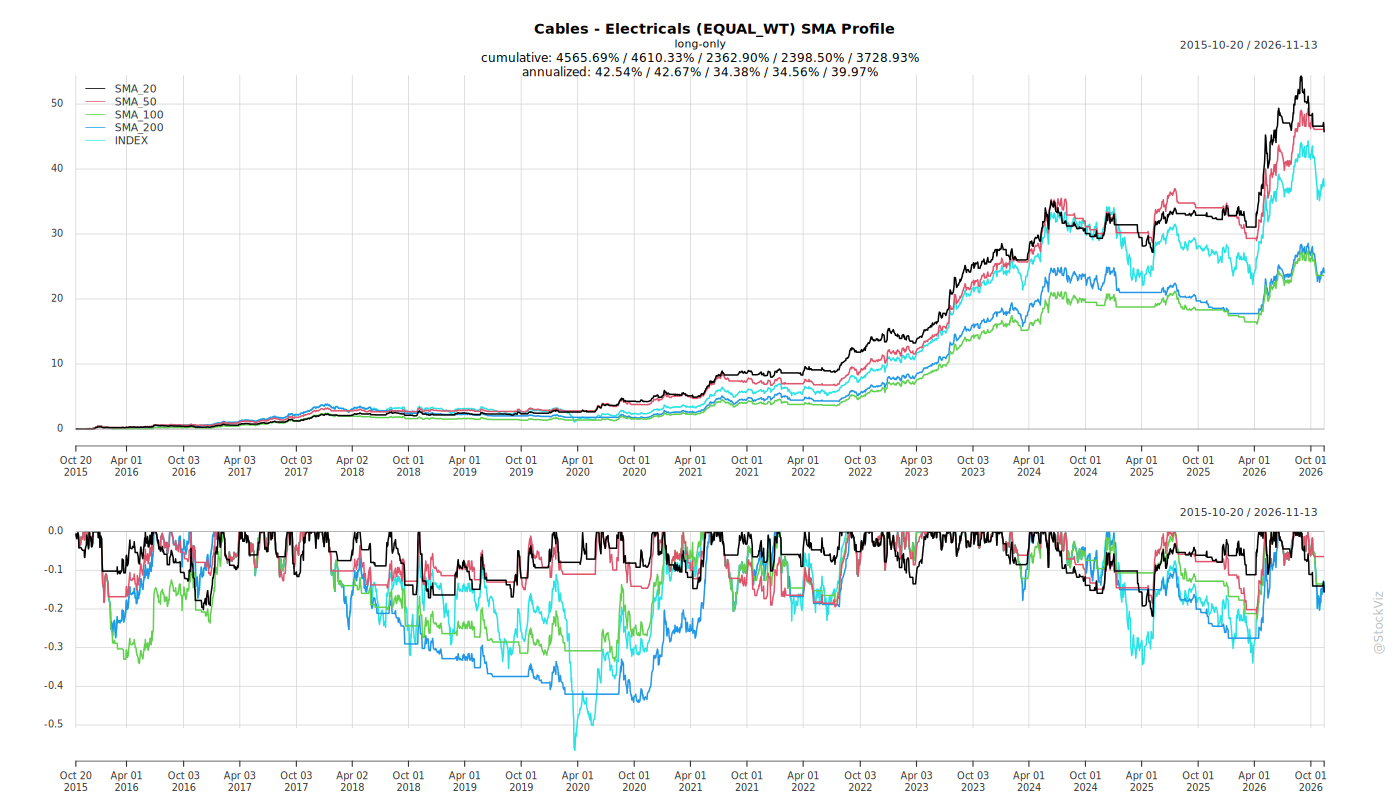 Cables - Electricals (EQUAL_WT) SMA Profile
long-only
2015-10-20 / 2026-11-13
cumulative: 4565.69% / 4610.33% / 2362.90% / 2398.50% / 3728.93%
annualized: 42.54% / 42.67% / 34.38% / 34.56% / 39.97%
SMA_20
SMA_50
SMA_100
SMA_200
INDEX
50
40
30
20
10
0
Oct 20 Apr 01 Oct 03 Apr 03 Oct 03 Apr 02 Oct 01 Apr 01 Oct 01 Apr 01 Oct 01 Apr 01 Oct 01 Apr 01 Oct 03 Apr 03 Oct 03 Apr 01 Oct 01 Apr 01 Oct 01 Apr 01 Oct 01
2015 2016 2016 2017 2017 2018 2018 2019 2019 2020 2020 2021 2021 2022 2022 2023 2023 2024 2024 2025 2025 2026 2026
2015-10-20 / 2026-11-13
0.0
-0.1
-0.2
-0.3
-0.4
-0.5
Oct 20 Apr 01 Oct 03 Apr 03 Oct 03 Apr 02 Oct 01 Apr 01 Oct 01 Apr 01 Oct 01 Apr 01 Oct 01 Apr 01 Oct 03 Apr 03 Oct 03 Apr 01 Oct 01 Apr 01 Oct 01 Apr 01 Oct 01
2015 2016 2016 2017 2017 2018 2018 2019 2019 2020 2020 2021 2021 2022 2022 2023 2023 2024 2024 2025 2025 2026 2026
@StockViz